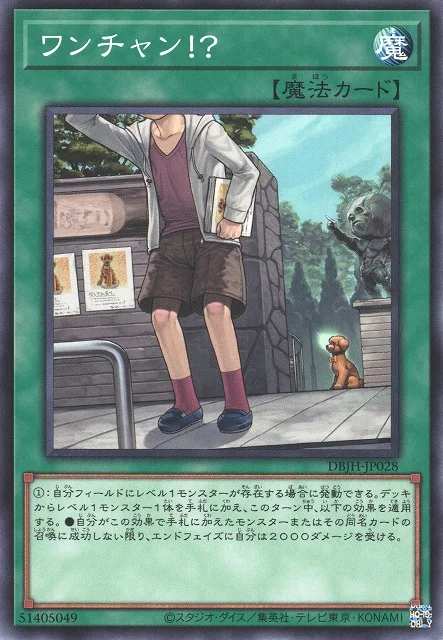 ワンチャン!?
魔
【魔法カード】
DBJH-JP028
①:自分フィールドにレベル1モンスターが存在する場合に発動できる。デッキ
からレベル1モンスター1体を手札に加え、このターン中、以下の効果を適用
する。●自分がこの効果で手札に加えたモンスターまたはその同名カードの
召喚に成功しない限り、エンドフェイズに自分は2000ダメージを受ける。
51405049
©スタジオ・ダイス/集英社・テレビ東京・KONAMI